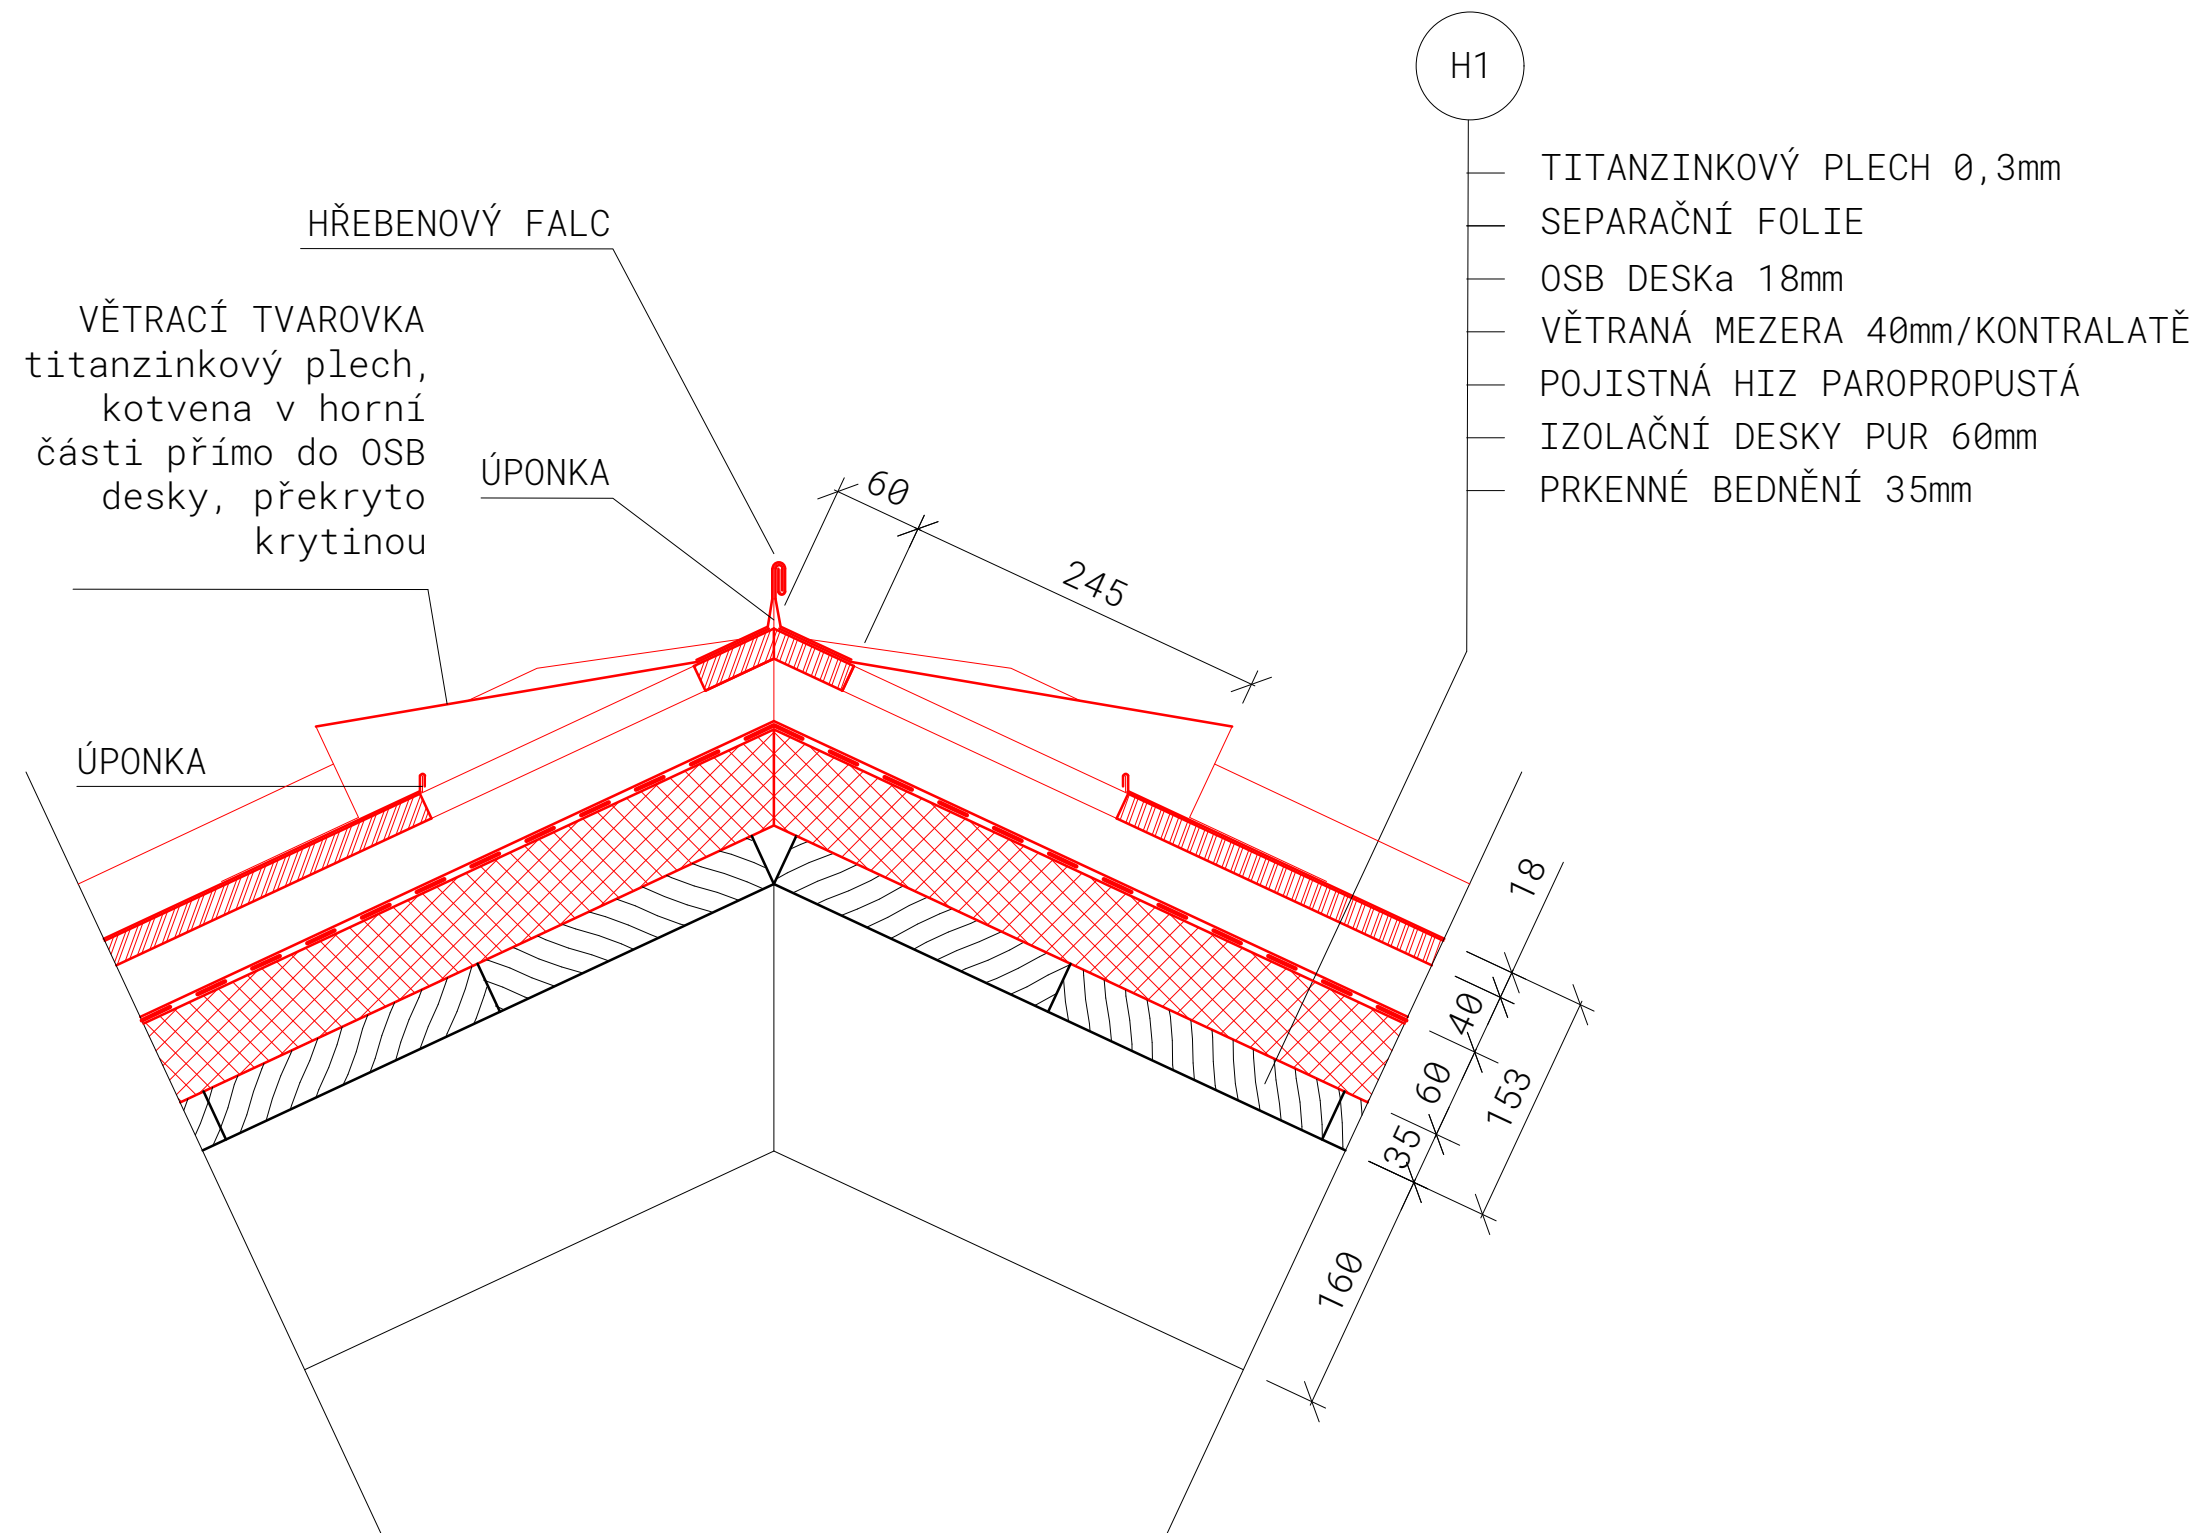 H1
TITANZINKOVÝ PLECH 0,3mm
SEPARAČNÍ FOLIE
OSB DESKa 18mm
VĚTRANÁ MEZERA 40mm/KONTRALATĚ
POJISTNÁ HIZ PAROPROPUSTÁ
IZOLAČNÍ DESKY PUR 60mm
PRKENNÉ BEDNĚNÍ 35mm
HŘEBENOVÝ FALC
VĚTRACÍ TVAROVKA
titanzinkový plech,
kotvena v horní
části přímo do OSB
desky, překryto
krytinou
ÚPONKA
60
245
ÚPONKA
18
40
60
153
35
160